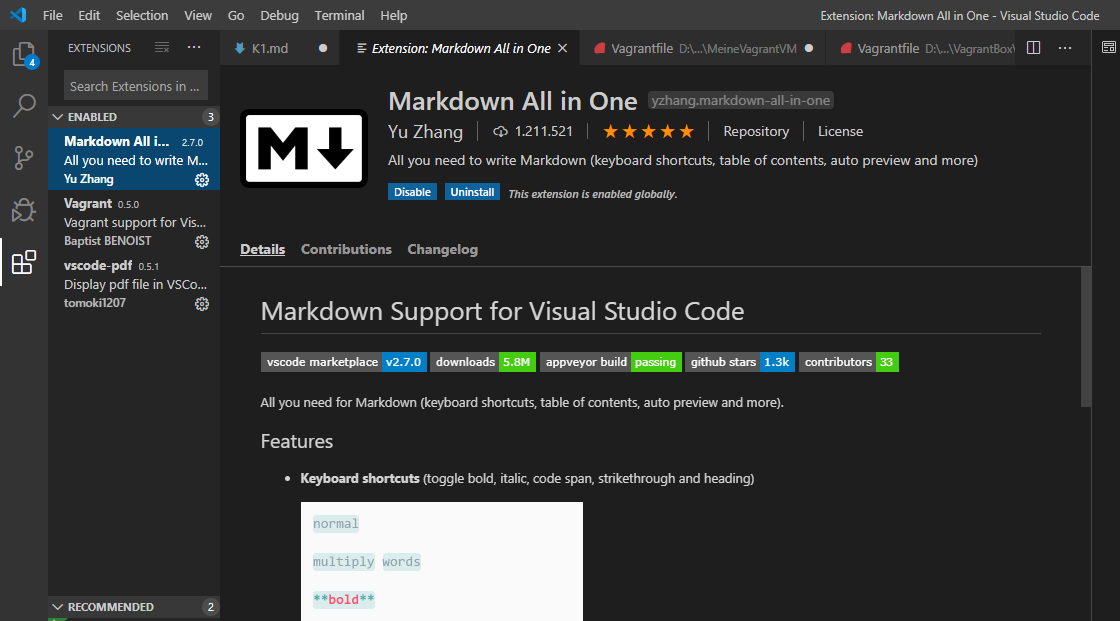 File Edit Selection View Go Debug Terminal Help Extension: Markdown All in One - Visual Studio Code
4
EXTENSIONS
K1.md Extension: Markdown All in One Vagrantfile D:\...\MeineVagrantVM Vagrantfile D:\...\VagrantBox\
Search Extensions in ...
ENABLED 3
Markdown All i... 2.7.0
All you need to write M...
Yu Zhang
Vagrant 0.5.0
Vagrant support for Vis...
Baptist BENOIST
vscode-pdf 0.5.1
Display pdf file in VSCo...
tomoki1207
RECOMMENDED 2
M
Markdown All in One yzhang.markdown-all-in-one
Yu Zhang 1.211.521 Repository License
All you need to write Markdown (keyboard shortcuts, table of contents, auto preview and more)
Disable Uninstall This extension is enabled globally.
Details Contributions Changelog
Markdown Support for Visual Studio Code
vscode marketplace v2.7.0 downloads 5.8M appveyor build passing github stars 1.3k contributors 33
All you need for Markdown (keyboard shortcuts, table of contents, auto preview and more).
Features
• Keyboard shortcuts (toggle bold, italic, code span, strikethrough and heading)
normal
multiply words
**bold**